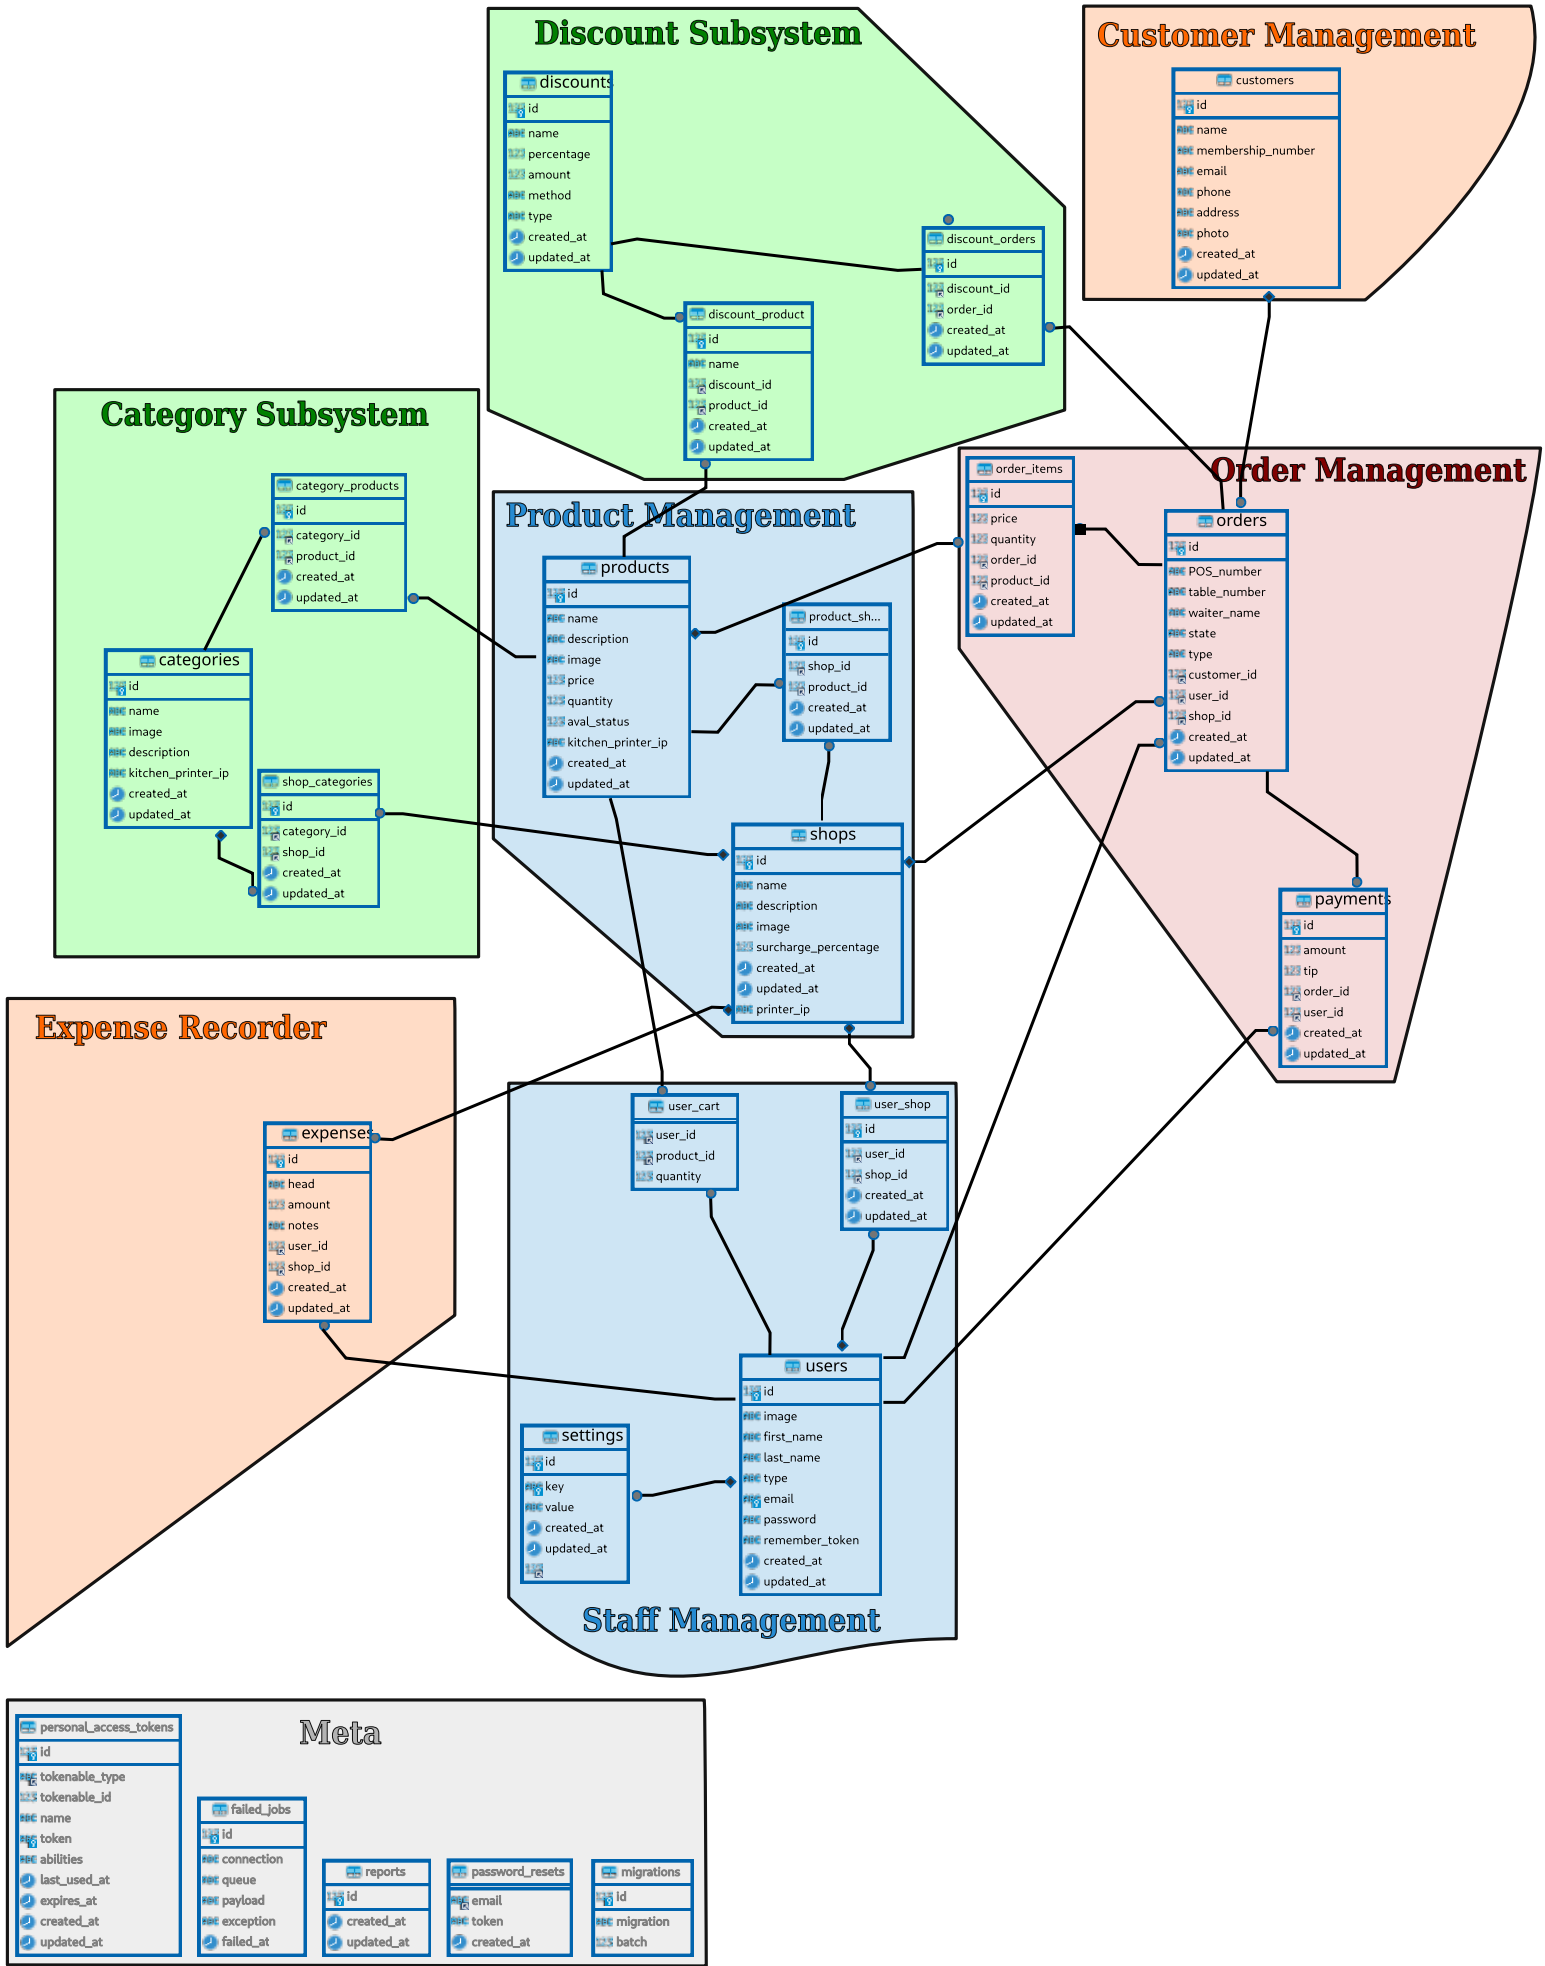 Discount Subsystem
discounts
id
name
percentage
amount
method
type
created_at
updated_at
discount_orders
id
discount_id
order_id
created_at
updated_at
discount_product
id
name
discount_id
product_id
created_at
updated_at
Customer Management
customers
id
name
membership_number
email
phone
address
photo
created_at
updated_at
Category Subsystem
category_products
id
category_id
product_id
created_at
updated_at
categories
id
name
image
description
kitchen_printer_ip
created_at
updated_at
shop_categories
id
category_id
shop_id
created_at
updated_at
Product Management
products
id
name
description
image
price
quantity
aval_status
kitchen_printer_ip
created_at
updated_at
product_sh...
id
shop_id
product_id
created_at
updated_at
shops
id
name
description
image
surcharge_percentage
created_at
updated_at
printer_ip
Order Management
order_items
id
price
quantity
order_id
product_id
created_at
updated_at
orders
id
POS_number
table_number
waiter_name
state
type
customer_id
user_id
shop_id
created_at
updated_at
payments
id
amount
tip
order_id
user_id
created_at
updated_at
Expense Recorder
expenses
id
head
amount
notes
user_id
shop_id
created_at
updated_at
user_cart
user_id
product_id
quantity
user_shop
id
user_id
shop_id
created_at
updated_at
users
id
image
first_name
last_name
type
email
password
remember_token
created_at
updated_at
settings
id
key
value
created_at
updated_at
Staff Management
Meta
personal_access_tokens
id
tokenable_type
tokenable_id
name
token
abilities
last_used_at
expires_at
created_at
updated_at
failed_jobs
id
connection
queue
payload
exception
failed_at
reports
id
created_at
updated_at
password_resets
email
token
created_at
migrations
id
migration
batch